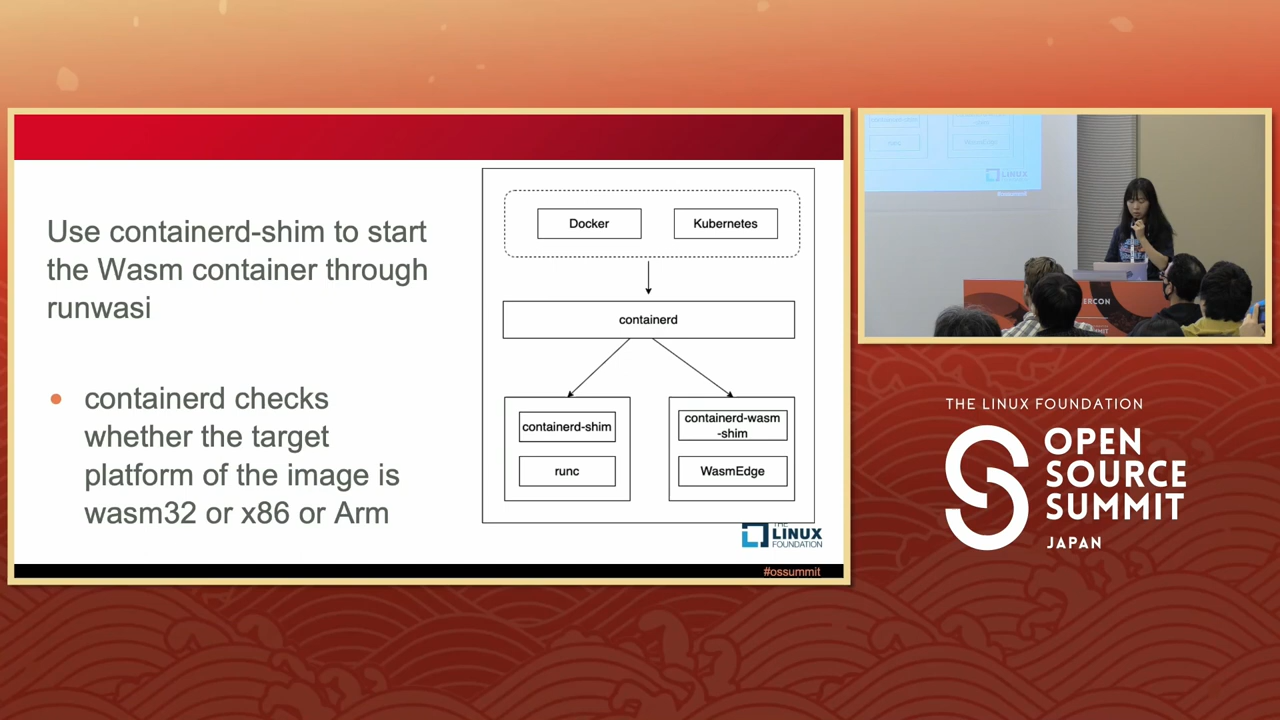 Use containerd-shim to start
the Wasm container through
runwasi
containerd checks
whether the target
platform of the image is
wasm32 or x86 or Arm
Docker
Kubernetes
containerd
containerd-shim
runc
containerd-wasm
-shim
WasmEdge
THE
LINUX
FOUNDATION
#ossummit
LINUX
THE LINUX FOUNDATION
OPEN
SOURCE
SUMMIT
JAPAN